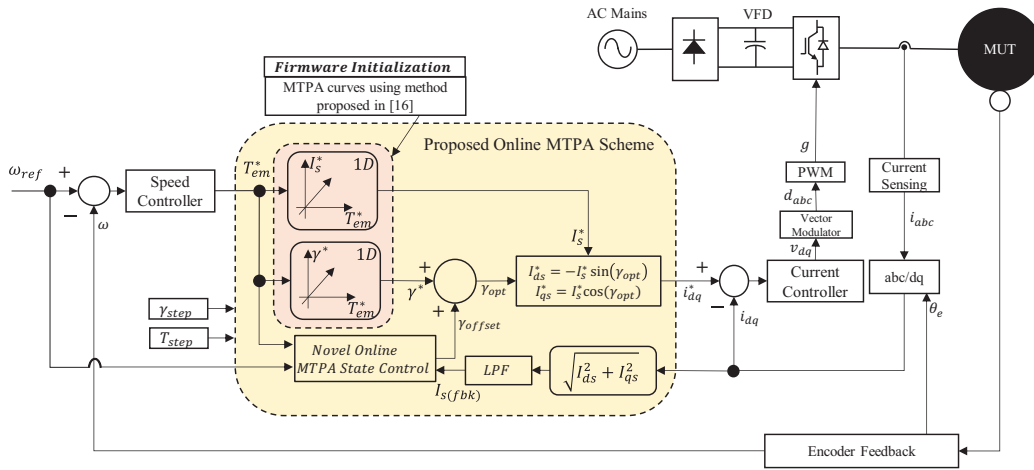 AC Mains
VFD
MUT
Firmware Initialization
MTPA curves using method
proposed in [16]
Proposed Online MTPA Scheme
ω_ref
+
−
ω
Speed
Controller
T*_em
I*_s
1D
T*_em
γ*
1D
T*_em
I*_s
γ*
+
+
γ_opt
γ_offset
I*_ds = −I*_s sin(γ_opt)
I*_qs = I*_s cos(γ_opt)
i*_dq
+
−
i_dq
Current
Controller
v_dq
Vector
Modulator
d_abc
PWM
g
Current
Sensing
i_abc
abc/dq
θ_e
γ_step
T_step
Novel Online
MTPA State Control
I_s(fbk)
LPF
√(I²_ds + I²_qs)
Encoder Feedback